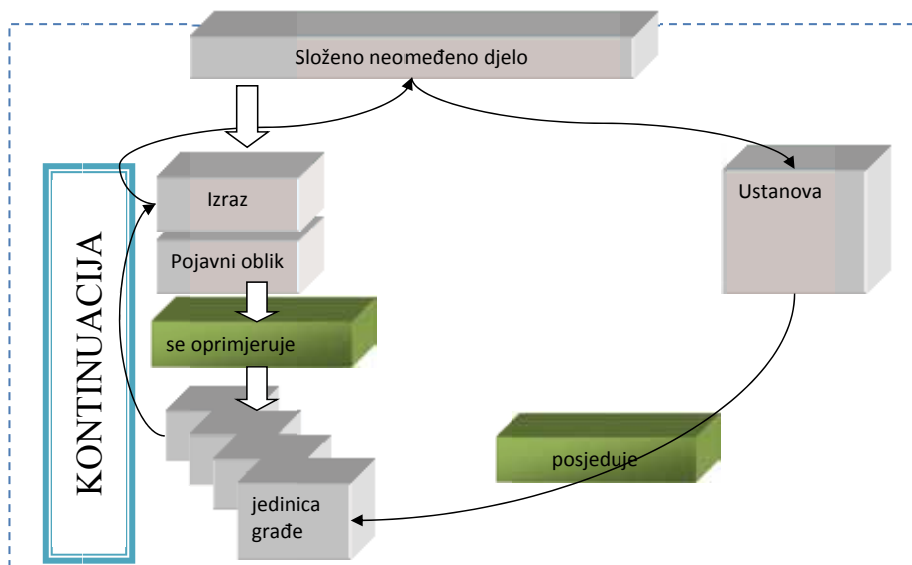 Složeno neomeđeno djelo
Izraz
Ustanova
Pojavni oblik
KONTINUACIJA
se oprimjeruje
posjeduje
jedinica
građe